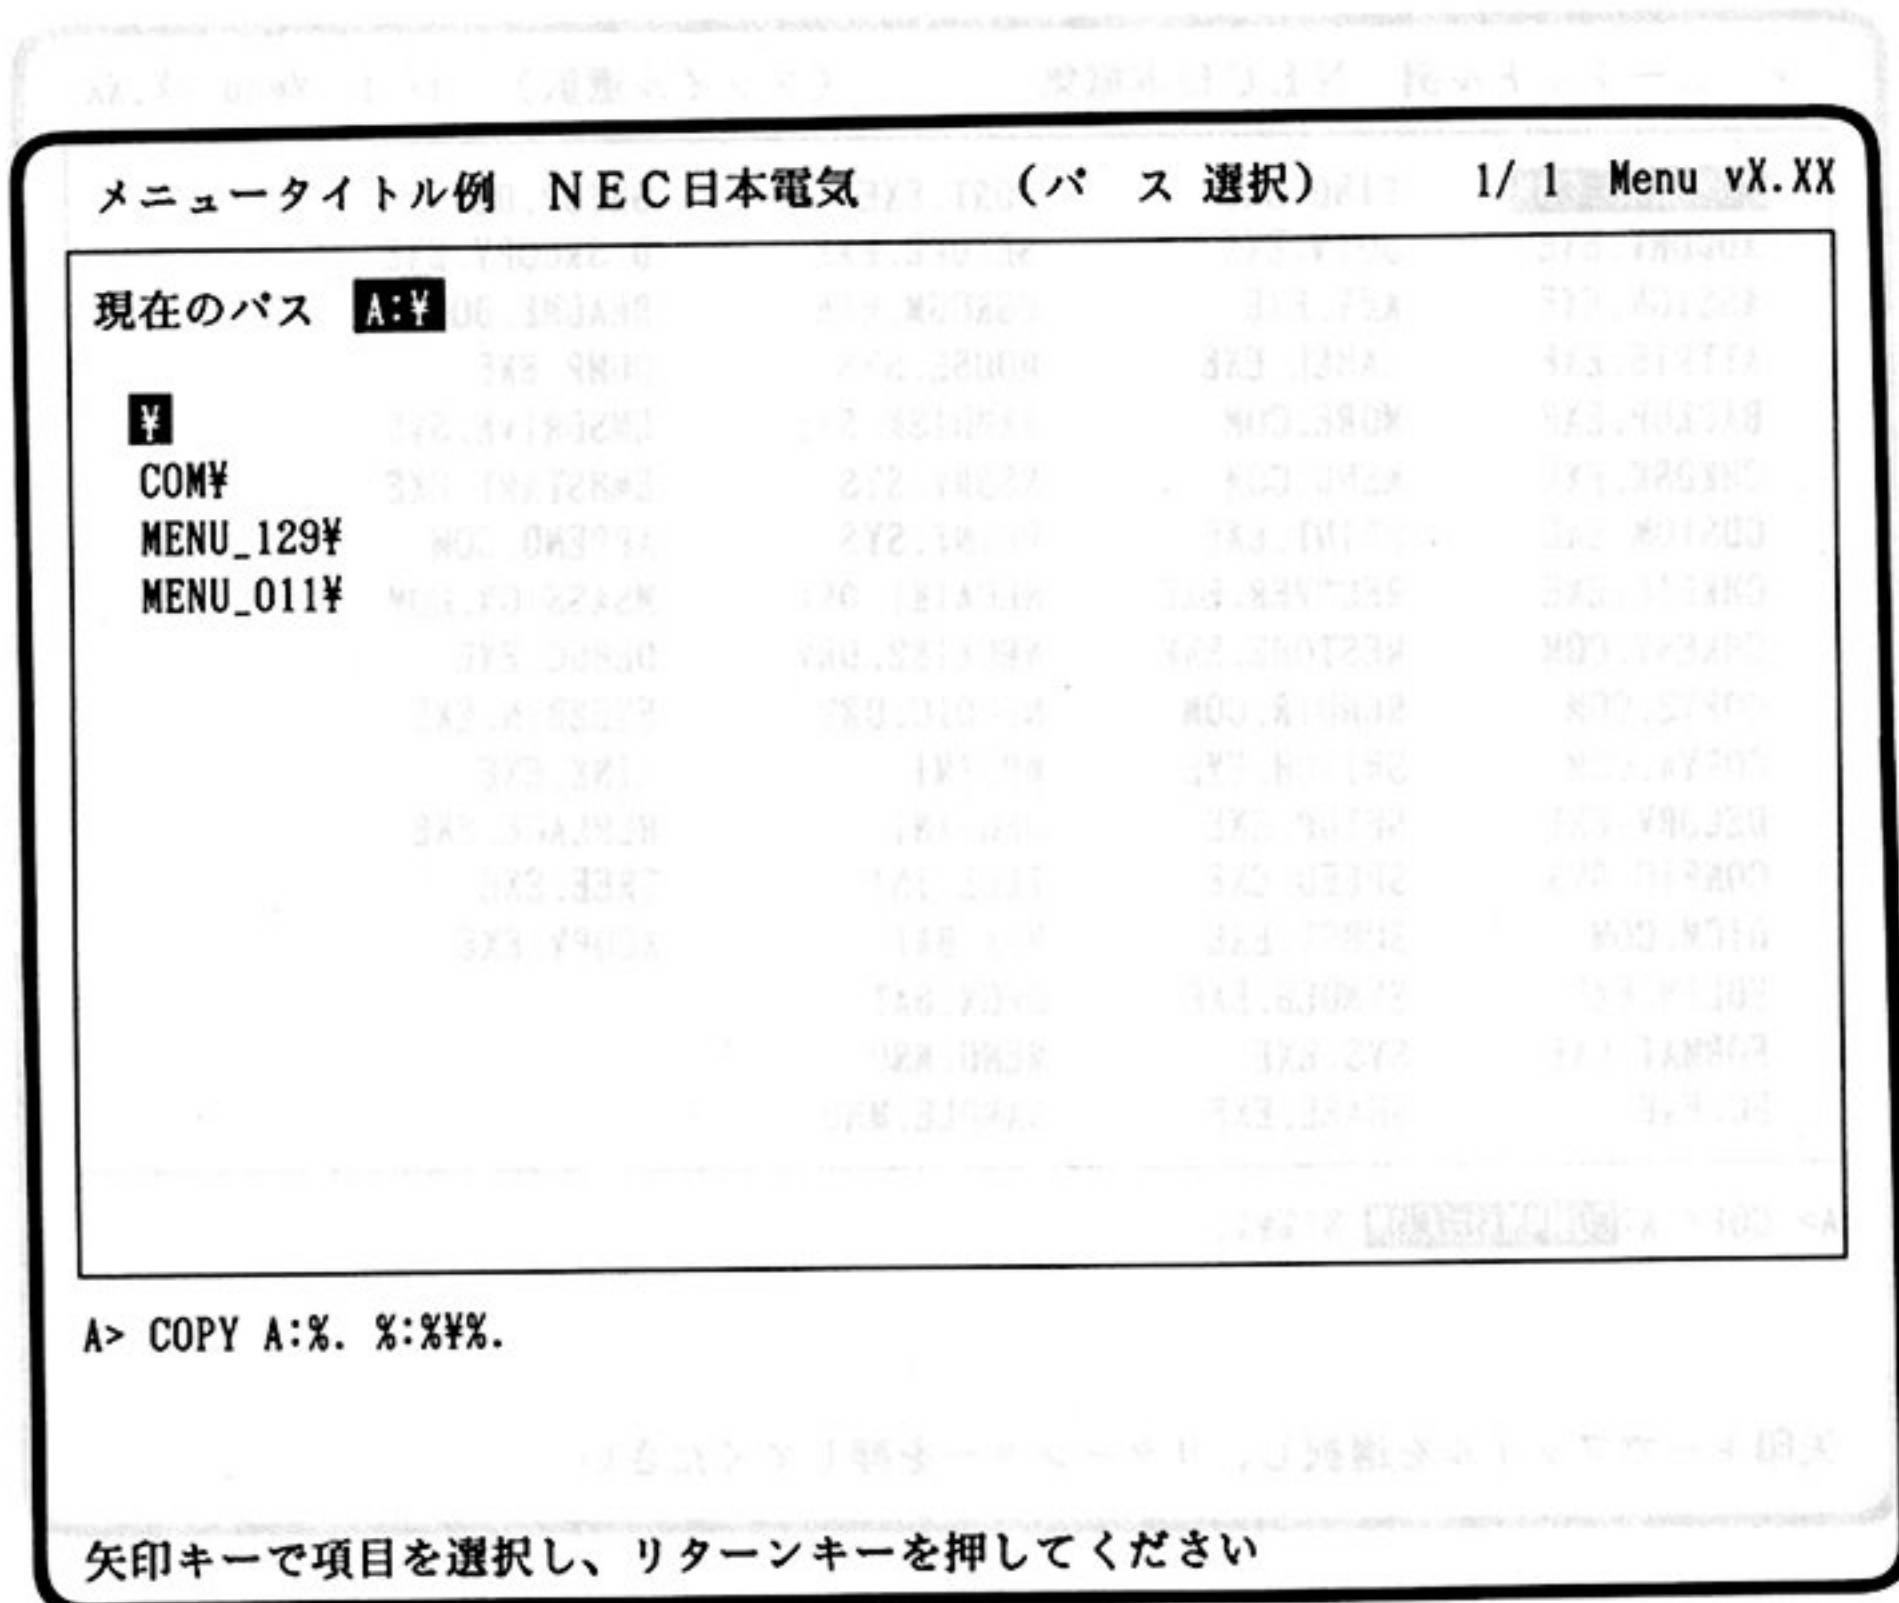 メニュータイトル例 NEC日本電気 (パ ス 選択) 1/ 1 Menu vX.XX
現在のパス A:¥
¥
COM¥
MENU_129¥
MENU_011¥
A> COPY A:%. %:%¥%.
矢印キーで項目を選択し、リターンキーを押してください